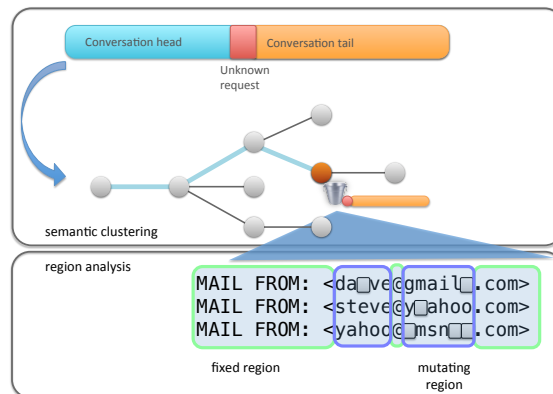 Conversation head
Conversation tail
Unknown
request
semantic clustering
region analysis
MAIL FROM: <da□ve@gmail□.com>
MAIL FROM: <steve@y□ahoo.com>
MAIL FROM: <yahoo@□msn□□.com>
fixed region
mutating
region